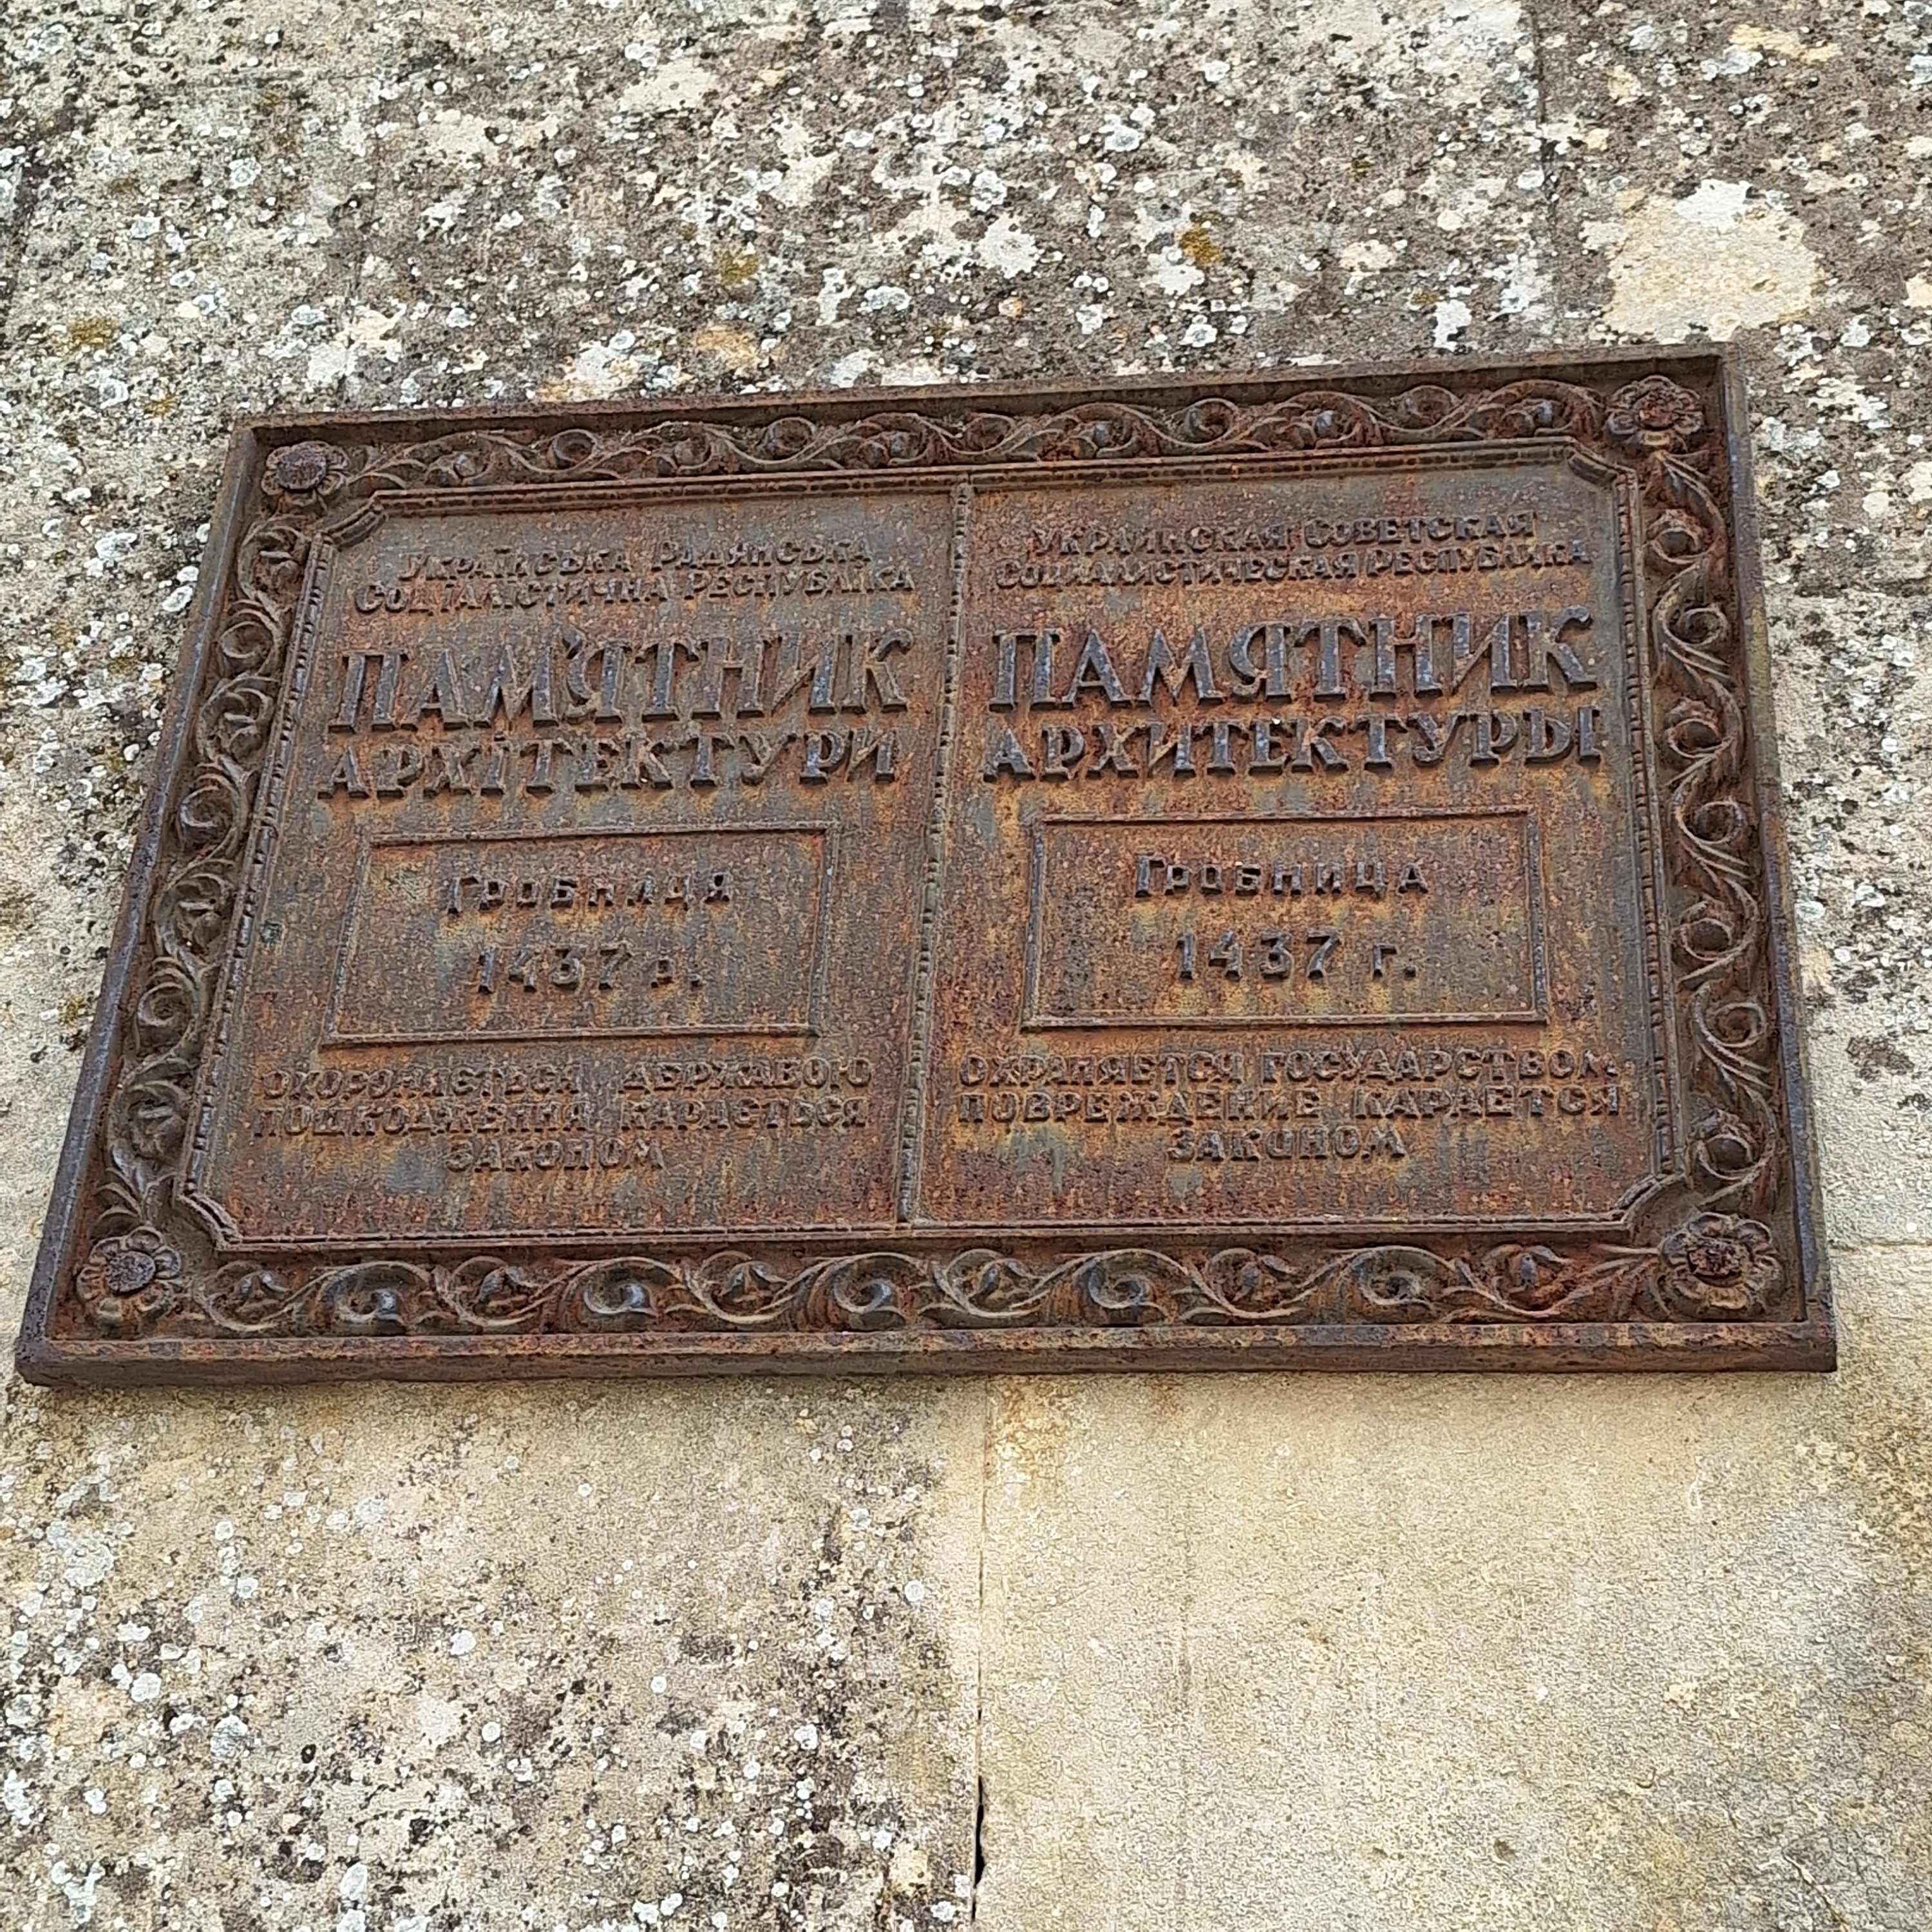 Українська Радянська
Соціалістична Республіка
ПАМ'ЯТНИК
АРХІТЕКТУРИ
Гробниця
1437 р.
ОХОРОНЯЄТЬСЯ ДЕРЖАВОЮ
ПОШКОДЖЕННЯ КАРАЄТЬСЯ
ЗАКОНОМ
Украинская Советская
Социалистическая Республика
ПАМЯТНИК
АРХИТЕКТУРЫ
Гробница
1437 г.
ОХРАНЯЕТСЯ ГОСУДАРСТВОМ
ПОВРЕЖДЕНИЕ КАРАЕТСЯ
ЗАКОНОМ